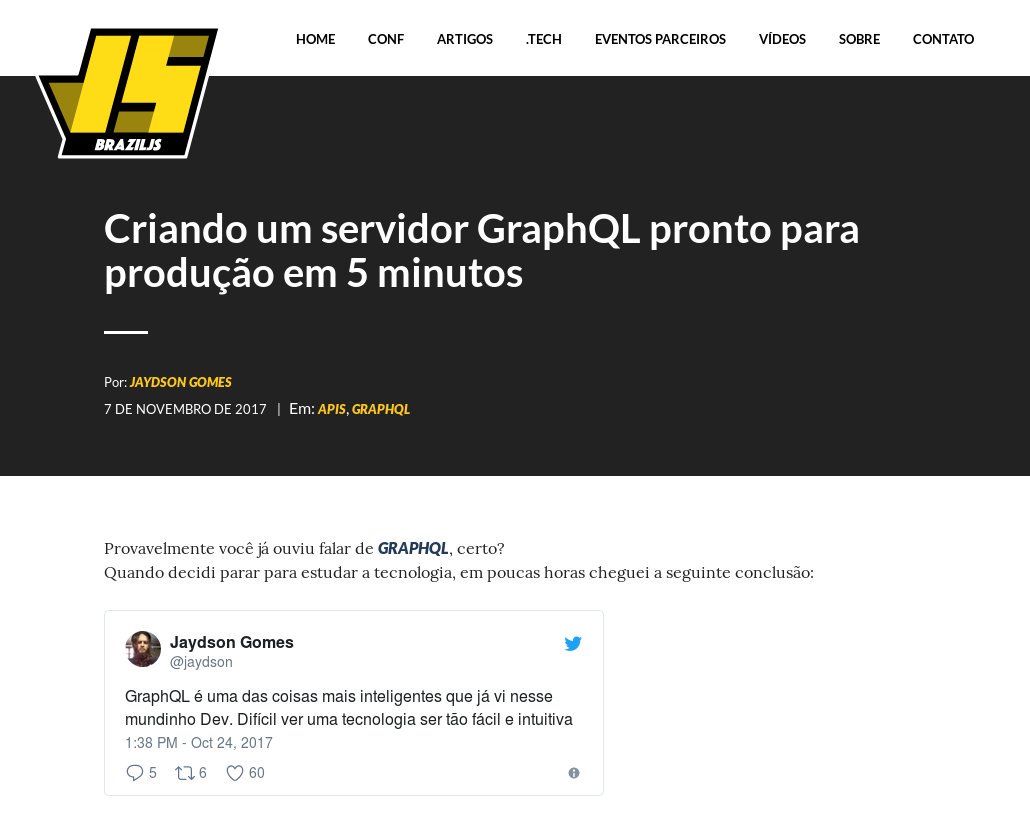 HOME CONF ARTIGOS .TECH EVENTOS PARCEIROS VÍDEOS SOBRE CONTATO
JS
BRAZILJS
Criando um servidor GraphQL pronto para
produção em 5 minutos
Por: JAYDSON GOMES
7 DE NOVEMBRO DE 2017 | Em: APIS, GRAPHQL
Provavelmente você já ouviu falar de GRAPHQL, certo?
Quando decidi parar para estudar a tecnologia, em poucas horas cheguei a seguinte conclusão:
Jaydson Gomes
@jaydson
GraphQL é uma das coisas mais inteligentes que já vi nesse
mundinho Dev. Difícil ver uma tecnologia ser tão fácil e intuitiva
1:38 PM - Oct 24, 2017
5 6 60